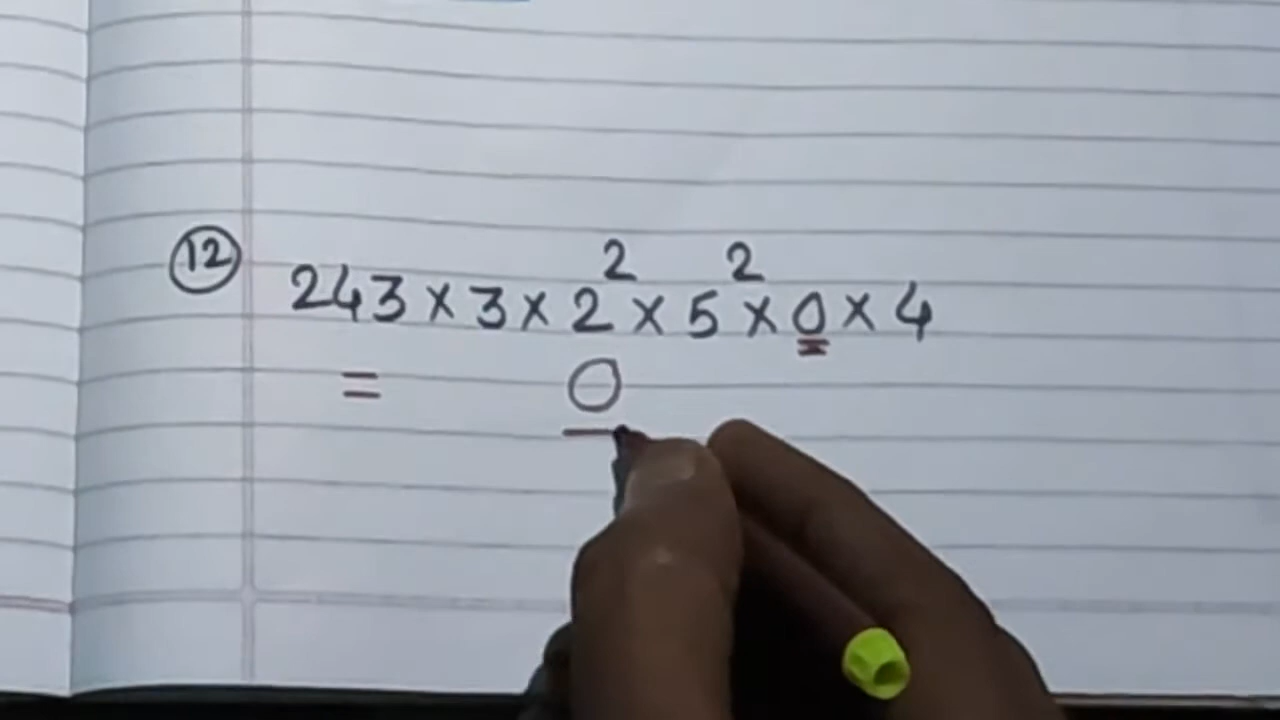 ⑫ 243 × 3 × 2² × 5² × 0 × 4
= 0